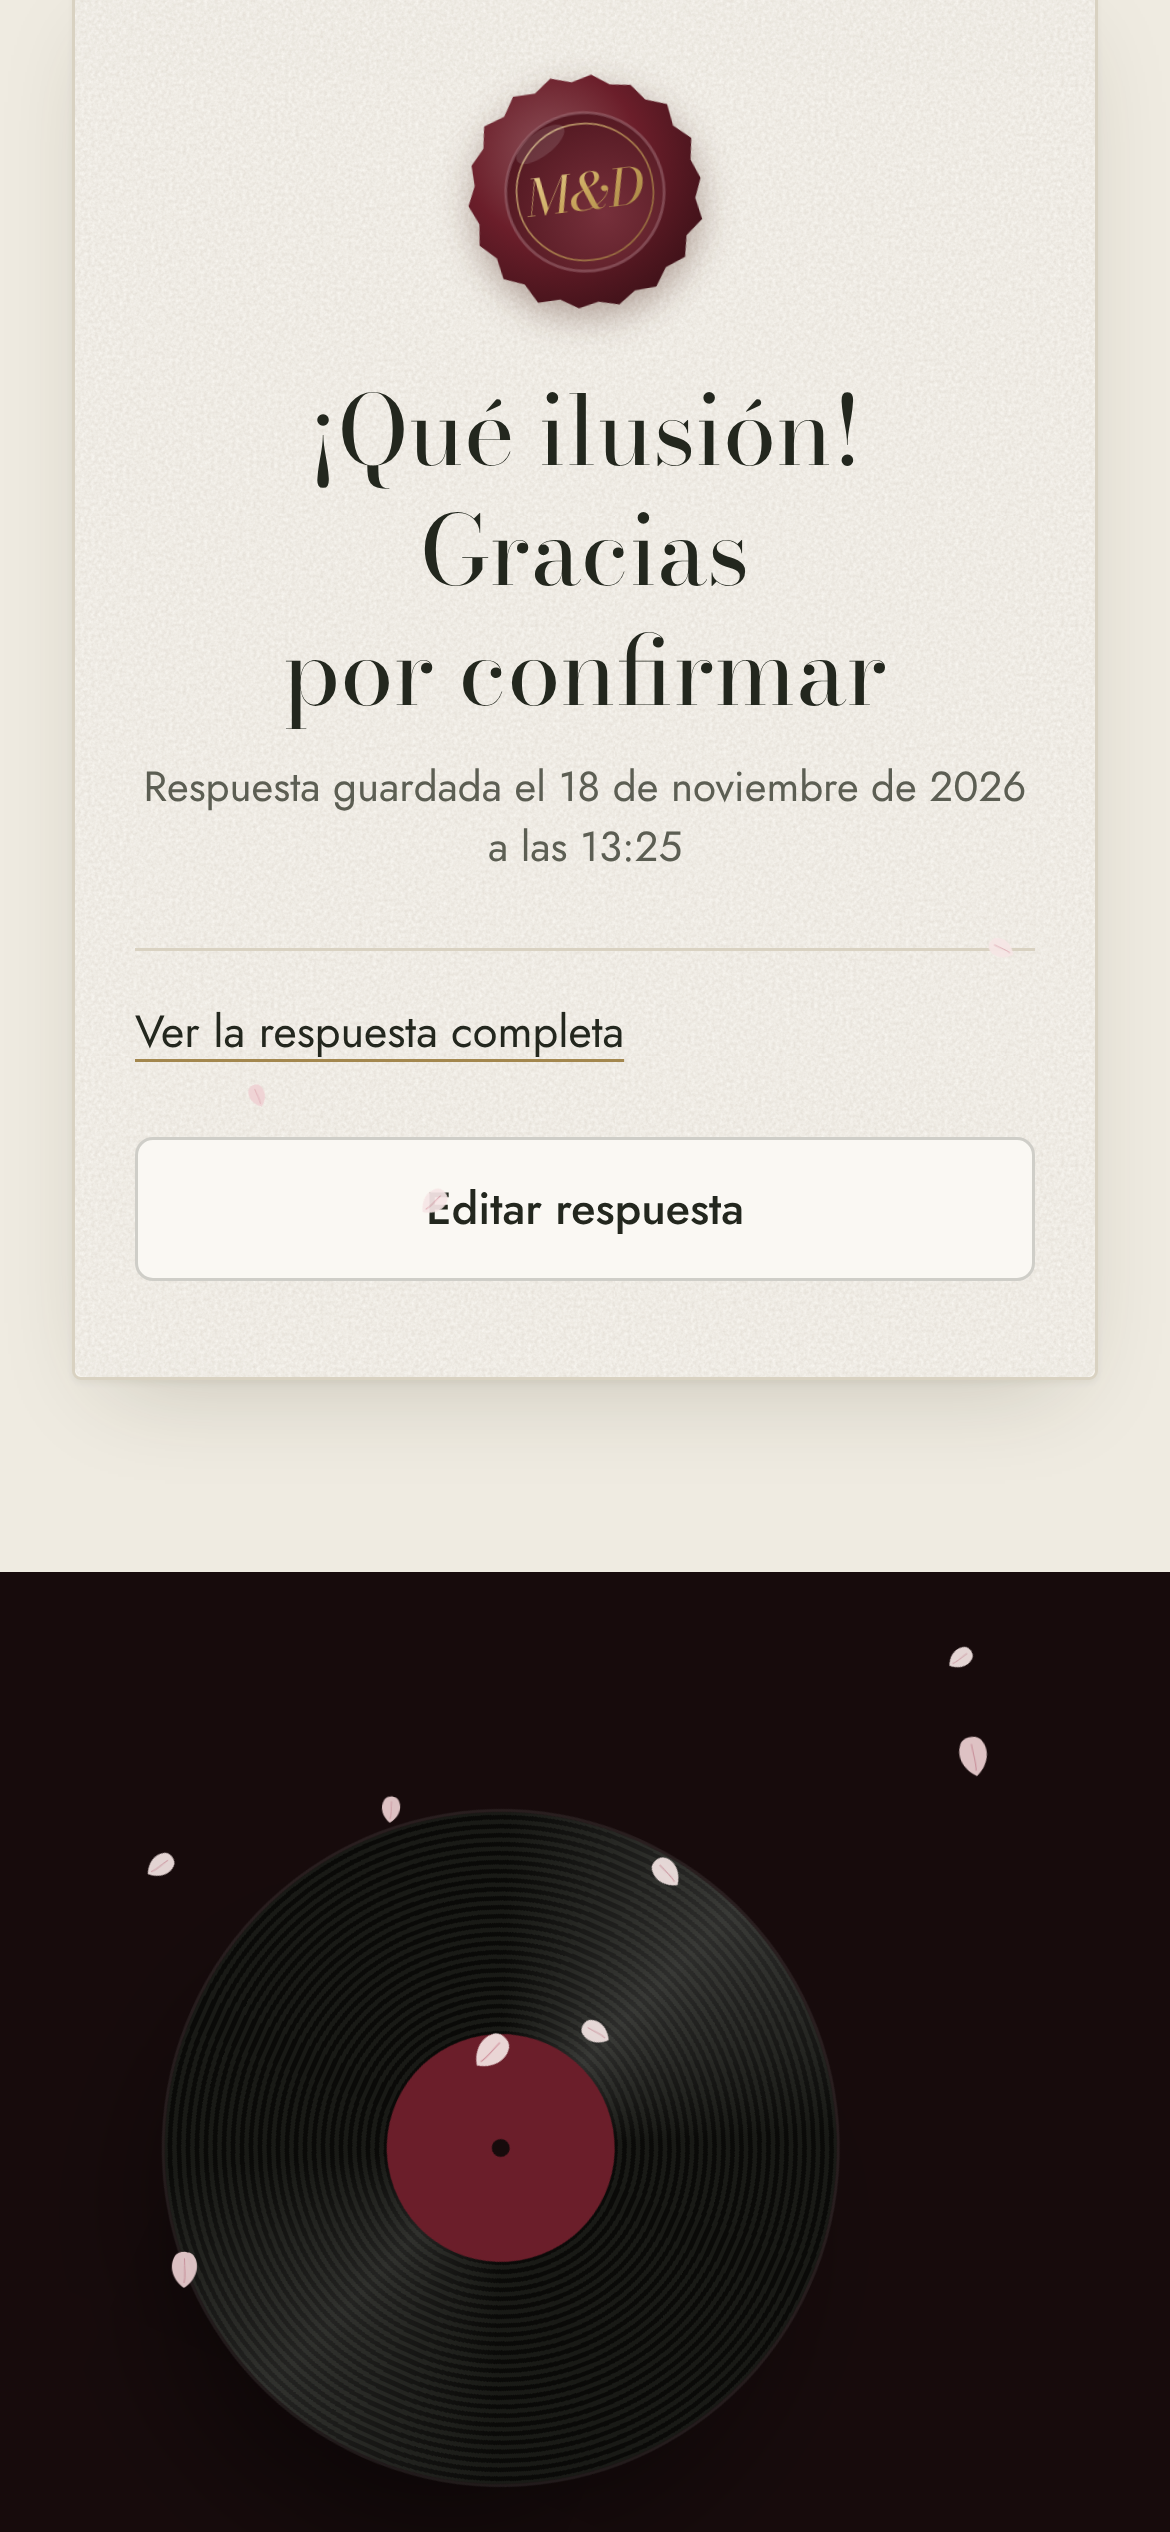 M&D
¡Qué ilusión!
Gracias
por confirmar
Respuesta guardada el 18 de noviembre de 2026
a las 13:25
Ver la respuesta completa
Editar respuesta